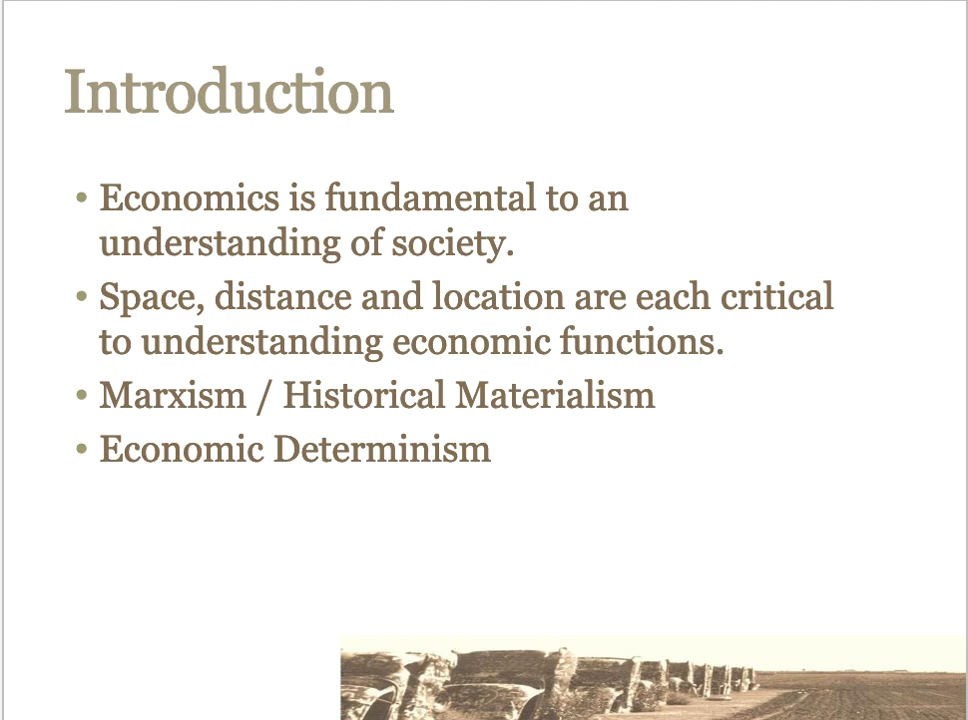 Introduction
• Economics is fundamental to an
understanding of society.
• Space, distance and location are each critical
to understanding economic functions.
• Marxism / Historical Materialism
• Economic Determinism